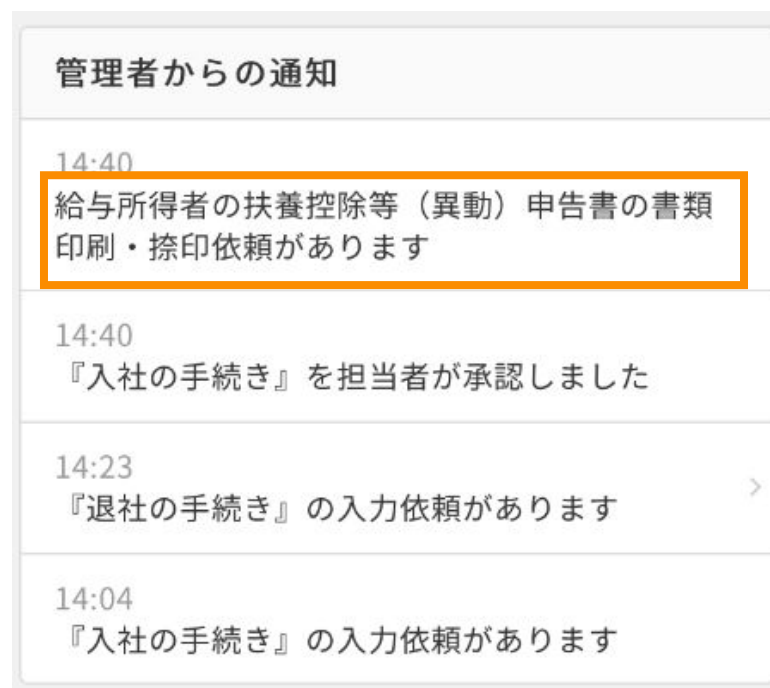 管理者からの通知
14:40
給与所得者の扶養控除等（異動）申告書の書類
印刷・捺印依頼があります
14:40
『入社の手続き』を担当者が承認しました
14:23
『退社の手続き』の入力依頼があります
14:04
『入社の手続き』の入力依頼があります